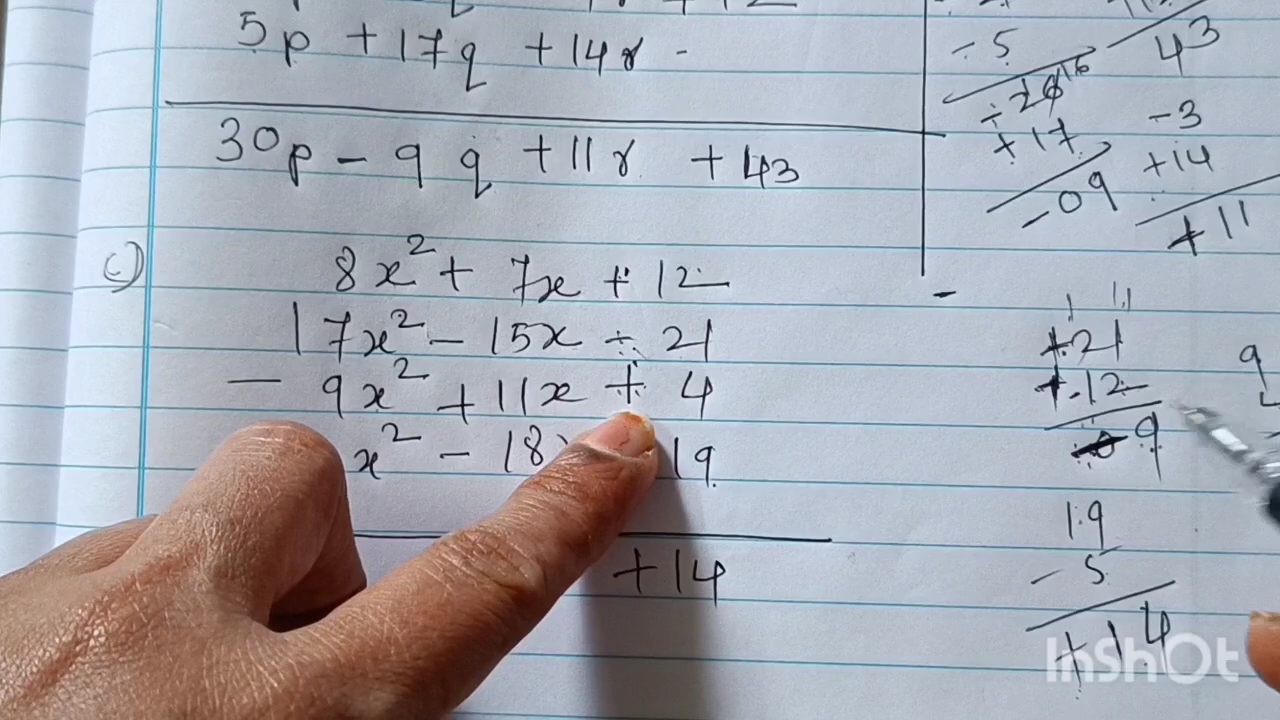 5p + 17q + 14r -
30p - 9q + 11r + 43
c) 8x² + 7x + 12
17x² - 15x - 21
- 9x² + 11x + 4
x² - 18 19
+14
- 5
43
+17
-09
-3
+14
+11
21
12
9
19
- 5
+14
9
InShOt